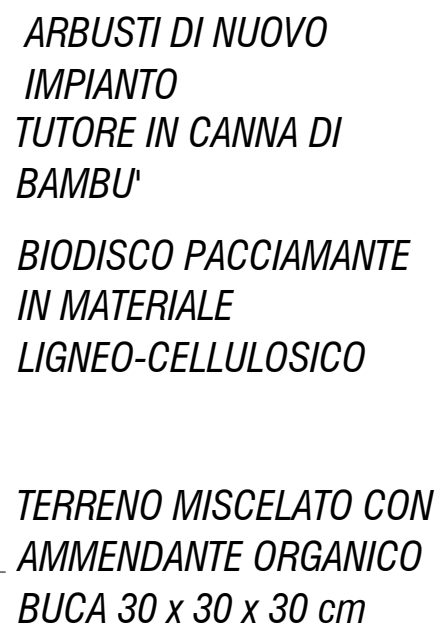 ARBUSTI DI NUOVO
IMPIANTO
TUTORE IN CANNA DI
BAMBU'
BIODISCO PACCIAMANTE
IN MATERIALE
LIGNEO-CELLULOSICO
TERRENO MISCELATO CON
AMMENDANTE ORGANICO
BUCA 30 x 30 x 30 cm